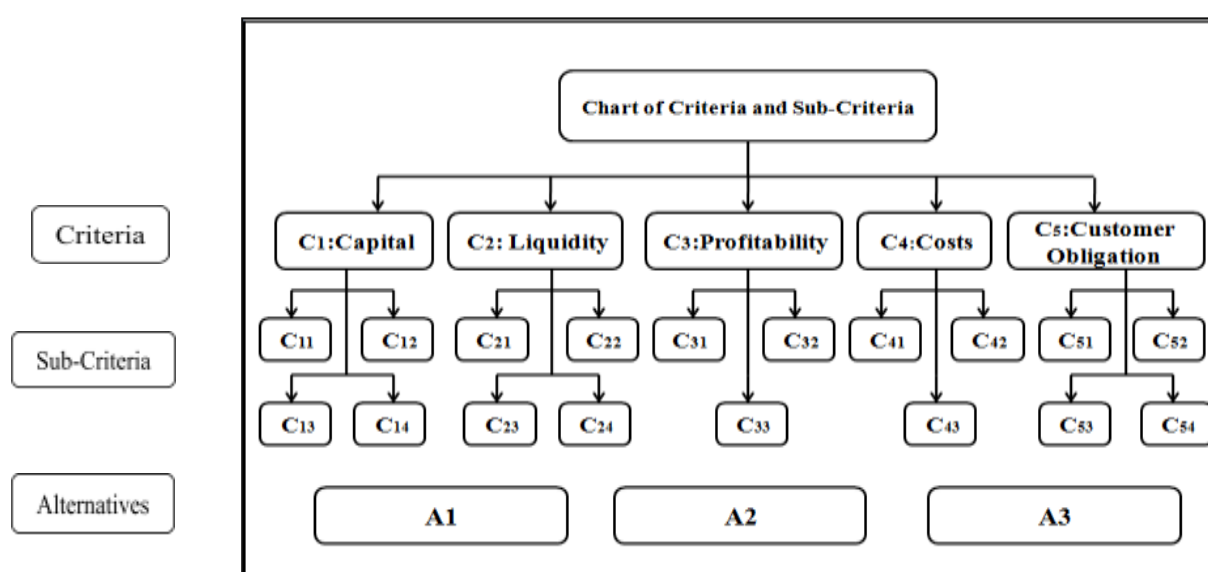 Chart of Criteria and Sub-Criteria
Criteria
C1:Capital
C2: Liquidity
C3:Profitability
C4:Costs
C5:Customer
Obligation
Sub-Criteria
C11
C12
C21
C22
C31
C32
C41
C42
C51
C52
C13
C14
C23
C24
C33
C43
C53
C54
Alternatives
A1
A2
A3